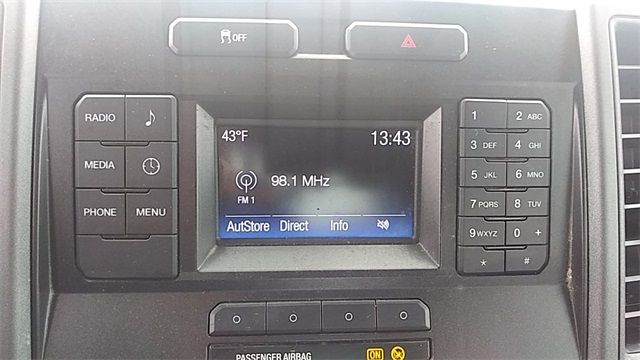 OFF
RADIO
MEDIA
PHONE MENU
43°F 13:43
98.1 MHz
FM 1
AutStore Direct Info
1 2 ABC
3 DEF 4 GHI
5 JKL 6 MNO
7 PQRS 8 TUV
9 WXYZ 0 +
* #
PASSENGER AIRBAG ON